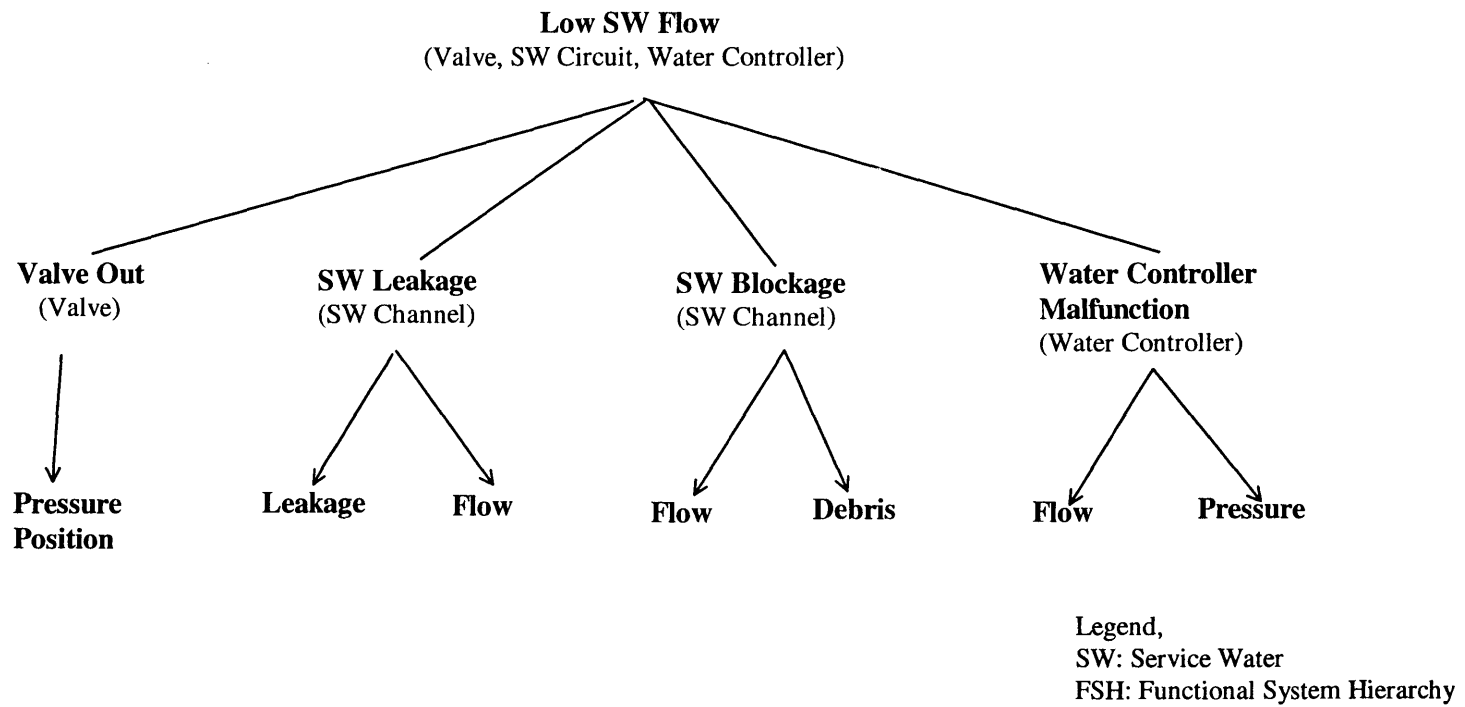 Low SW Flow
(Valve, SW Circuit, Water Controller)
Valve Out
(Valve)
SW Leakage
(SW Channel)
SW Blockage
(SW Channel)
Water Controller
Malfunction
(Water Controller)
Pressure
Position
Leakage
Flow
Flow
Debris
Flow
Pressure
Legend,
SW: Service Water
FSH: Functional System Hierarchy